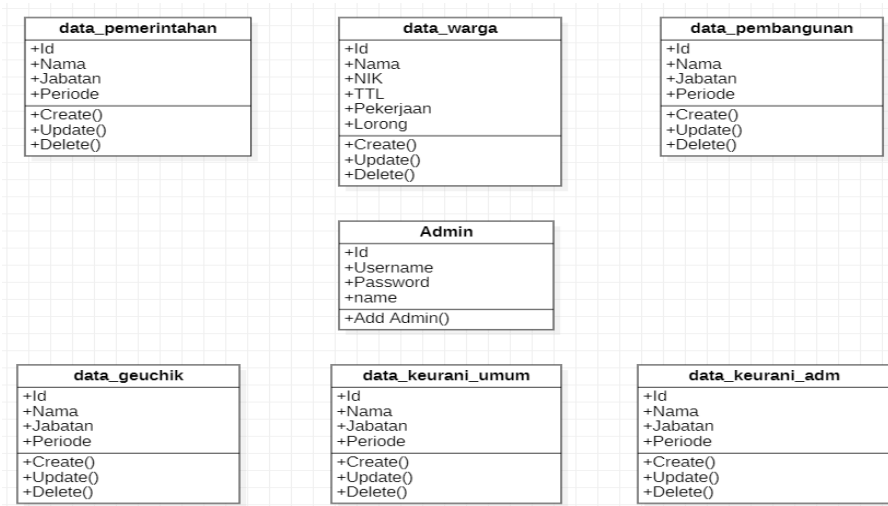 data_pemerintahan
+Id
+Nama
+Jabatan
+Periode
+Create()
+Update()
+Delete()
data_warga
+Id
+Nama
+NIK
+TTL
+Pekerjaan
+Lorong
+Create()
+Update()
+Delete()
data_pembangunan
+Id
+Nama
+Jabatan
+Periode
+Create()
+Update()
+Delete()
Admin
+Id
+Username
+Password
+name
+Add Admin()
data_geuchik
+Id
+Nama
+Jabatan
+Periode
+Create()
+Update()
+Delete()
data_keurani_umum
+Id
+Nama
+Jabatan
+Periode
+Create()
+Update()
+Delete()
data_keurani_adm
+Id
+Nama
+Jabatan
+Periode
+Create()
+Update()
+Delete()